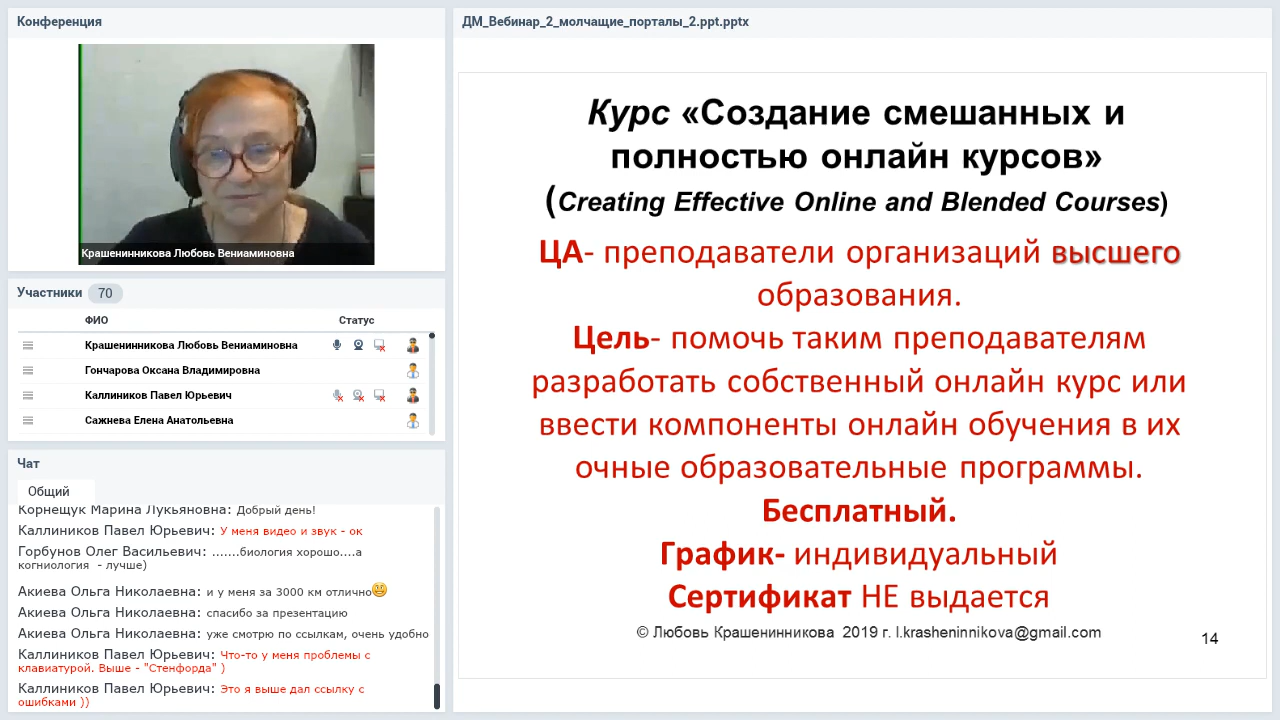 Конференция
Крашенинникова Любовь Вениаминовна
Участники 70
ФИО Статус
Крашенинникова Любовь Вениаминовна
Гончарова Оксана Владимировна
Каллиников Павел Юрьевич
Сажнева Елена Анатольевна
Чат
Общий
Корнещук Марина Лукьяновна: Добрый день!
Каллиников Павел Юрьевич: У меня видео и звук - ок
Горбунов Олег Васильевич: .......биология хорошо....а
когниология - лучше)
Акиева Ольга Николаевна: и у меня за 3000 км отлично
Акиева Ольга Николаевна: спасибо за презентацию
Акиева Ольга Николаевна: уже смотрю по ссылкам, очень удобно
Каллиников Павел Юрьевич: Что-то у меня проблемы с
клавиатурой. Выше - "Стенфорда" )
Каллиников Павел Юрьевич: Это я выше дал ссылку с
ошибками ))
ДМ_Вебинар_2_молчащие_порталы_2.ppt.pptx
Курс «Создание смешанных и
полностью онлайн курсов»
(Creating Effective Online and Blended Courses)
ЦА- преподаватели организаций высшего
образования.
Цель- помочь таким преподавателям
разработать собственный онлайн курс или
ввести компоненты онлайн обучения в их
очные образовательные программы.
Бесплатный.
График- индивидуальный
Сертификат НЕ выдается
© Любовь Крашенинникова 2019 г. l.krasheninnikova@gmail.com
14